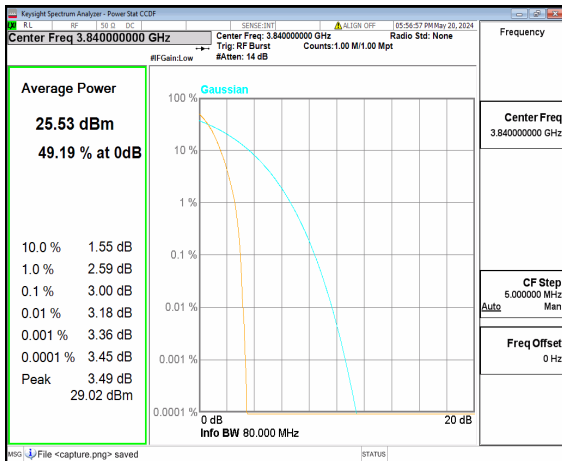 Keysight Spectrum Analyzer - Power Stat CCDF
RL RF 50 Ω DC SENSE:INT ALIGN OFF 05:56:57 PM May 20, 2024
Center Freq 3.840000000 GHz
Center Freq: 3.840000000 GHz Radio Std: None
Trig: RF Burst Counts:1.00 M/1.00 Mpt
#IFGain:Low #Atten: 14 dB
Frequency
Average Power
25.53 dBm
49.19 % at 0dB
10.0 % 1.55 dB
1.0 % 2.59 dB
0.1 % 3.00 dB
0.01 % 3.18 dB
0.001 % 3.36 dB
0.0001 % 3.45 dB
Peak 3.49 dB
29.02 dBm
Gaussian
100 %
10 %
1 %
0.1 %
0.01 %
0.001 %
0.0001 %
0 dB 20 dB
Info BW 80.000 MHz
Center Freq
3.840000000 GHz
CF Step
5.000000 MHz
Auto Man
Freq Offset
0 Hz
MSG File <capture.png> saved STATUS